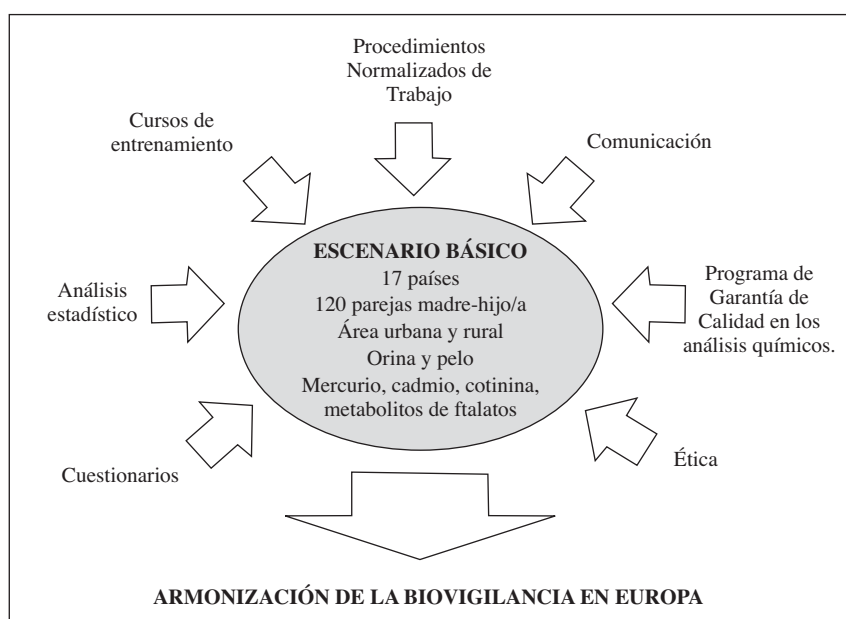 Procedimientos
Normalizados de
Trabajo
Cursos de
entrenamiento
Comunicación
ESCENARIO BÁSICO
17 países
120 parejas madre-hijo/a
Área urbana y rural
Orina y pelo
Mercurio, cadmio, cotinina,
metabolitos de ftalatos
Análisis
estadístico
Programa de
Garantía de
Calidad en los
análisis químicos.
Cuestionarios
Ética
ARMONIZACIÓN DE LA BIOVIGILANCIA EN EUROPA